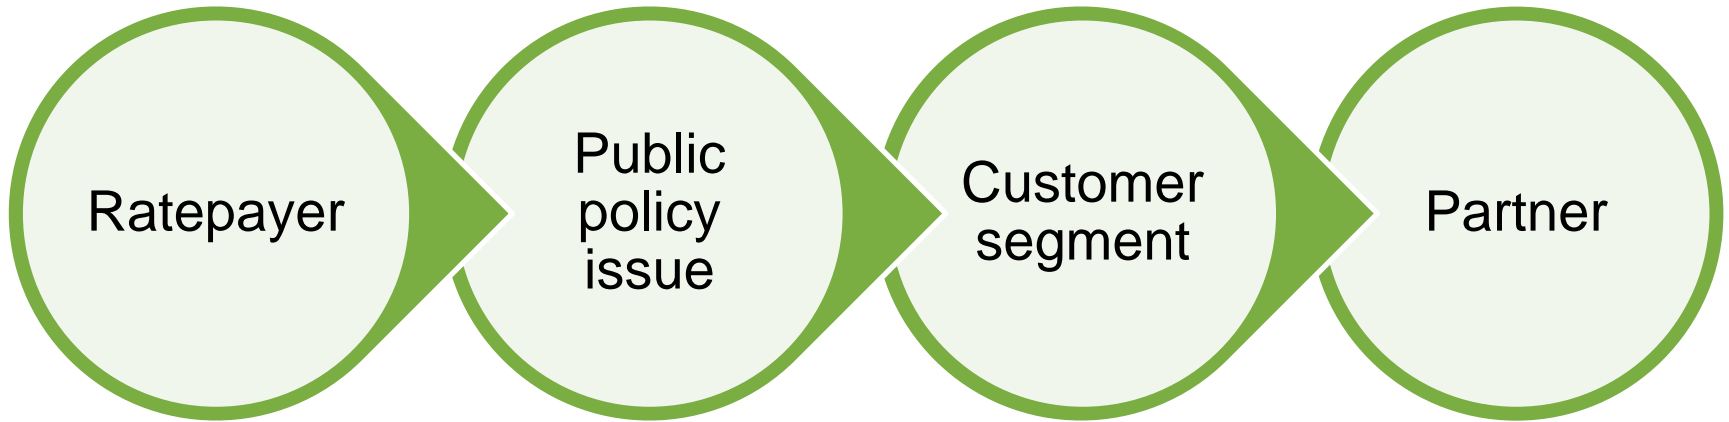 Ratepayer
Public
policy
issue
Customer
segment
Partner